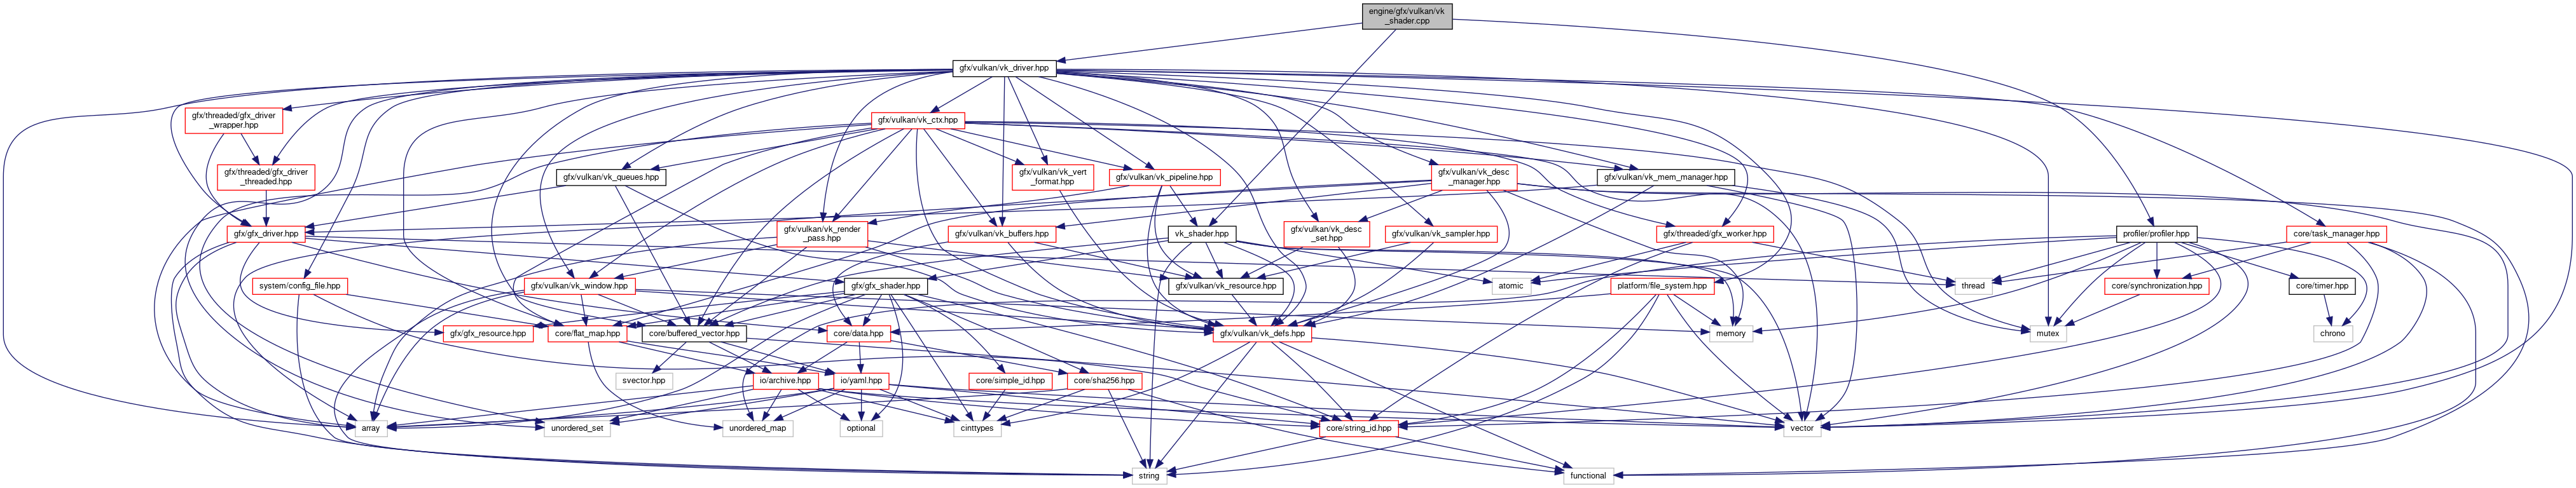 engine/gfx/vulkan/vk
_shader.cpp
gfx/vulkan/vk_driver.hpp
gfx/threaded/gfx_driver
_wrapper.hpp
gfx/vulkan/vk_ctx.hpp
gfx/threaded/gfx_driver
_threaded.hpp
gfx/vulkan/vk_queues.hpp
gfx/vulkan/vk_vert
_format.hpp
gfx/vulkan/vk_pipeline.hpp
gfx/vulkan/vk_desc
_manager.hpp
gfx/vulkan/vk_mem_manager.hpp
gfx/gfx_driver.hpp
gfx/vulkan/vk_render
_pass.hpp
gfx/vulkan/vk_buffers.hpp
vk_shader.hpp
gfx/vulkan/vk_desc
_set.hpp
gfx/vulkan/vk_sampler.hpp
gfx/threaded/gfx_worker.hpp
profiler/profiler.hpp
core/task_manager.hpp
system/config_file.hpp
gfx/vulkan/vk_window.hpp
gfx/gfx_shader.hpp
gfx/vulkan/vk_resource.hpp
atomic
platform/file_system.hpp
thread
core/synchronization.hpp
core/timer.hpp
gfx/gfx_resource.hpp
core/flat_map.hpp
core/buffered_vector.hpp
core/data.hpp
gfx/vulkan/vk_defs.hpp
memory
mutex
chrono
svector.hpp
io/archive.hpp
io/yaml.hpp
core/simple_id.hpp
core/sha256.hpp
array
unordered_set
unordered_map
optional
cinttypes
core/string_id.hpp
vector
string
functional